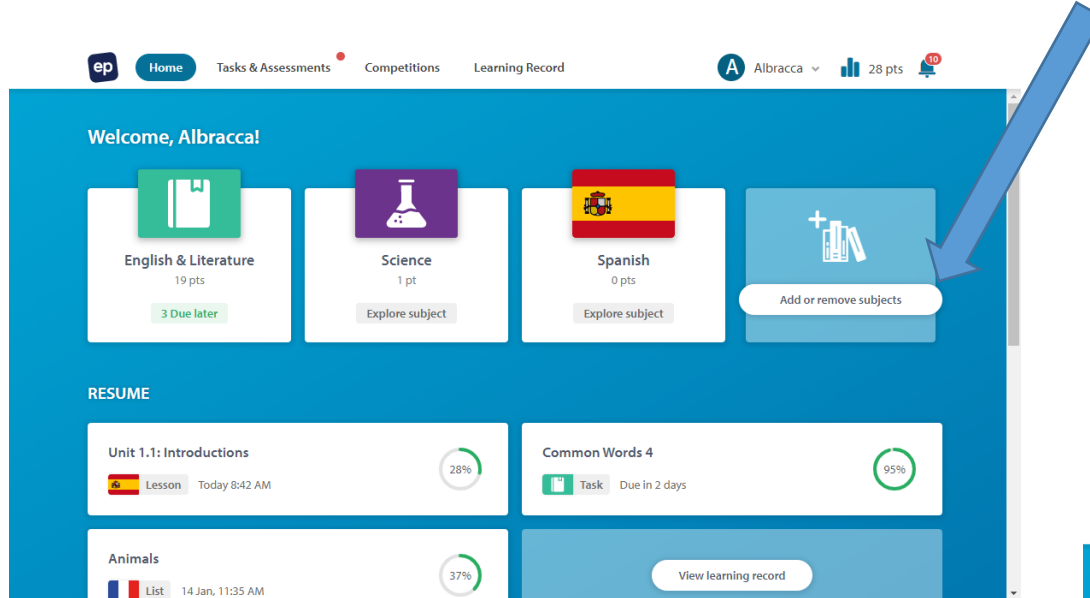 ep Home Tasks & Assessments Competitions Learning Record A Albracca 28 pts 10
Welcome, Albracca!
English & Literature
19 pts
3 Due later
Science
1 pt
Explore subject
Spanish
0 pts
Explore subject
Add or remove subjects
RESUME
Unit 1.1: Introductions
Lesson Today 8:42 AM
28%
Common Words 4
Task Due in 2 days
95%
Animals
List 14 Jan, 11:35 AM
37%
View learning record